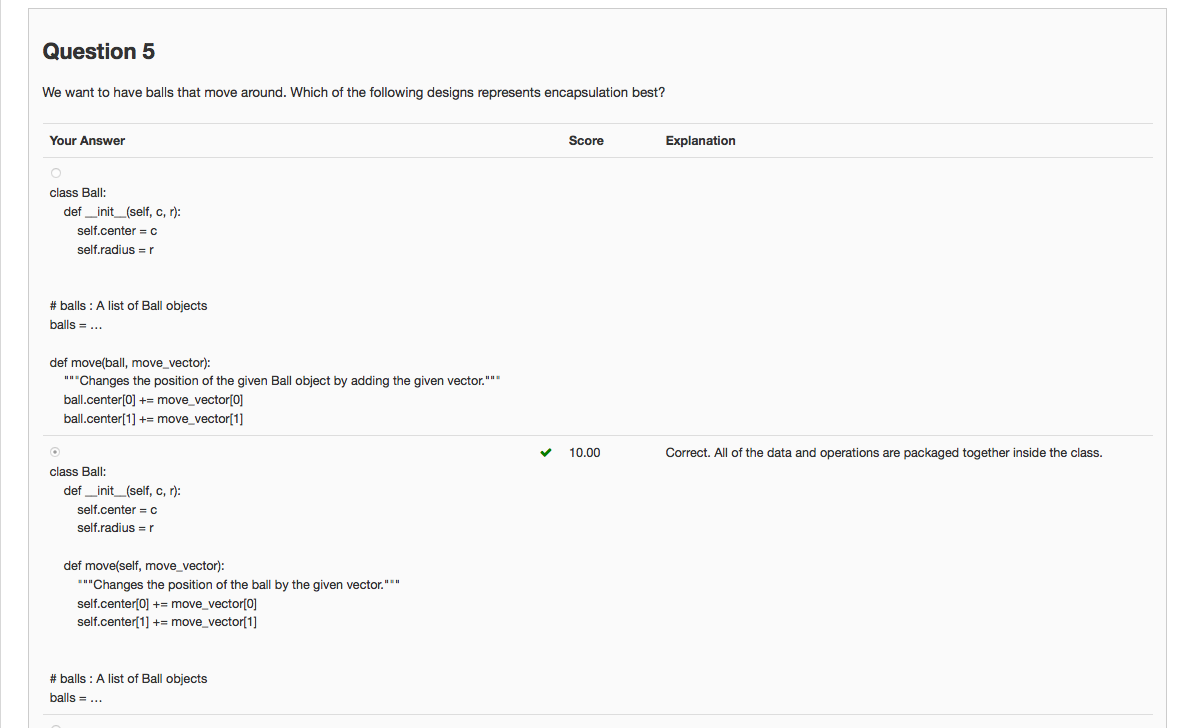 Question 5
We want to have balls that move around. Which of the following designs represents encapsulation best?
Your Answer Score Explanation
class Ball:
def __init__(self, c, r):
self.center = c
self.radius = r
# balls : A list of Ball objects
balls = ...
def move(ball, move_vector):
"""Changes the position of the given Ball object by adding the given vector."""
ball.center[0] += move_vector[0]
ball.center[1] += move_vector[1]
10.00 Correct. All of the data and operations are packaged together inside the class.
class Ball:
def __init__(self, c, r):
self.center = c
self.radius = r
def move(self, move_vector):
"""Changes the position of the ball by the given vector."""
self.center[0] += move_vector[0]
self.center[1] += move_vector[1]
# balls : A list of Ball objects
balls = ...